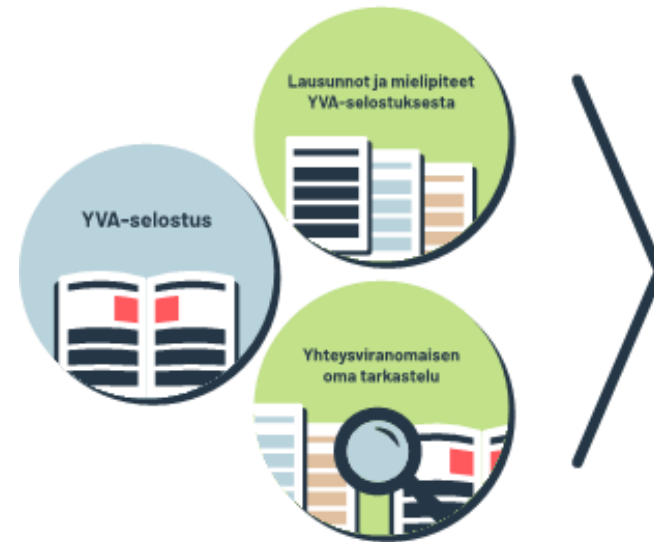 Lausunnot ja mielipiteet
YVA-selostuksesta
YVA-selostus
Yhteysviranomaisen
oma tarkastelu